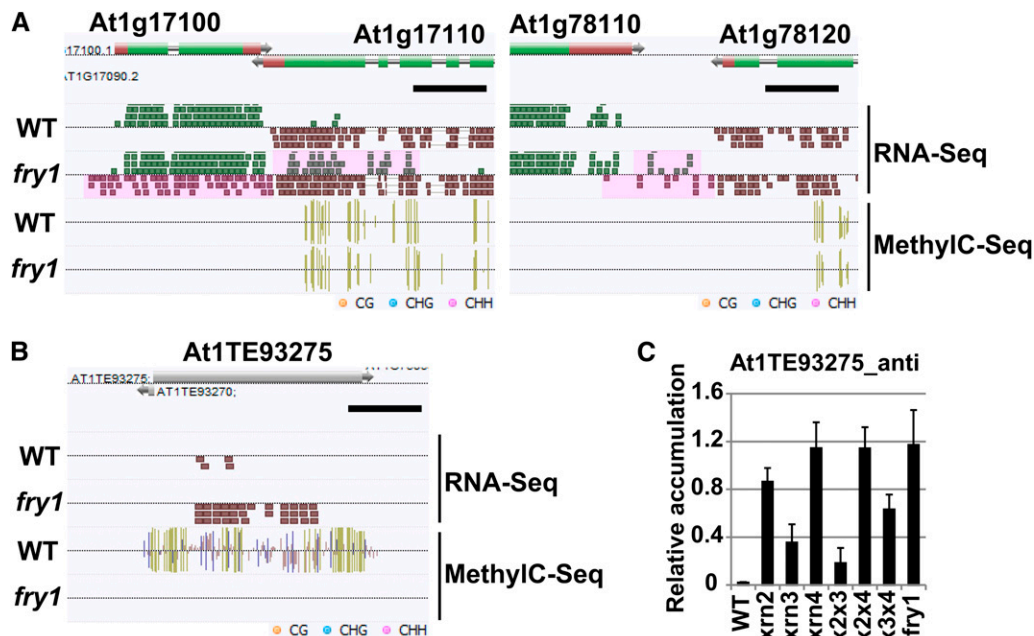 A
At1g17100
At1g17110
At1g78110
At1g78120
17100.1
AT1G17090.2
WT
fry1
RNA-Seq
WT
fry1
MethylC-Seq
CG CHG CHH
CG CHG CHH
B
At1TE93275
AT1TE93275;
AT1TE93270;
WT
fry1
RNA-Seq
WT
fry1
MethylC-Seq
CG CHG CHH
C
At1TE93275_anti
Relative accumulation
1.6
1.2
0.8
0.4
0
WT
xrn2
xrn3
xrn4
x2x3
x2x4
x3x4
fry1